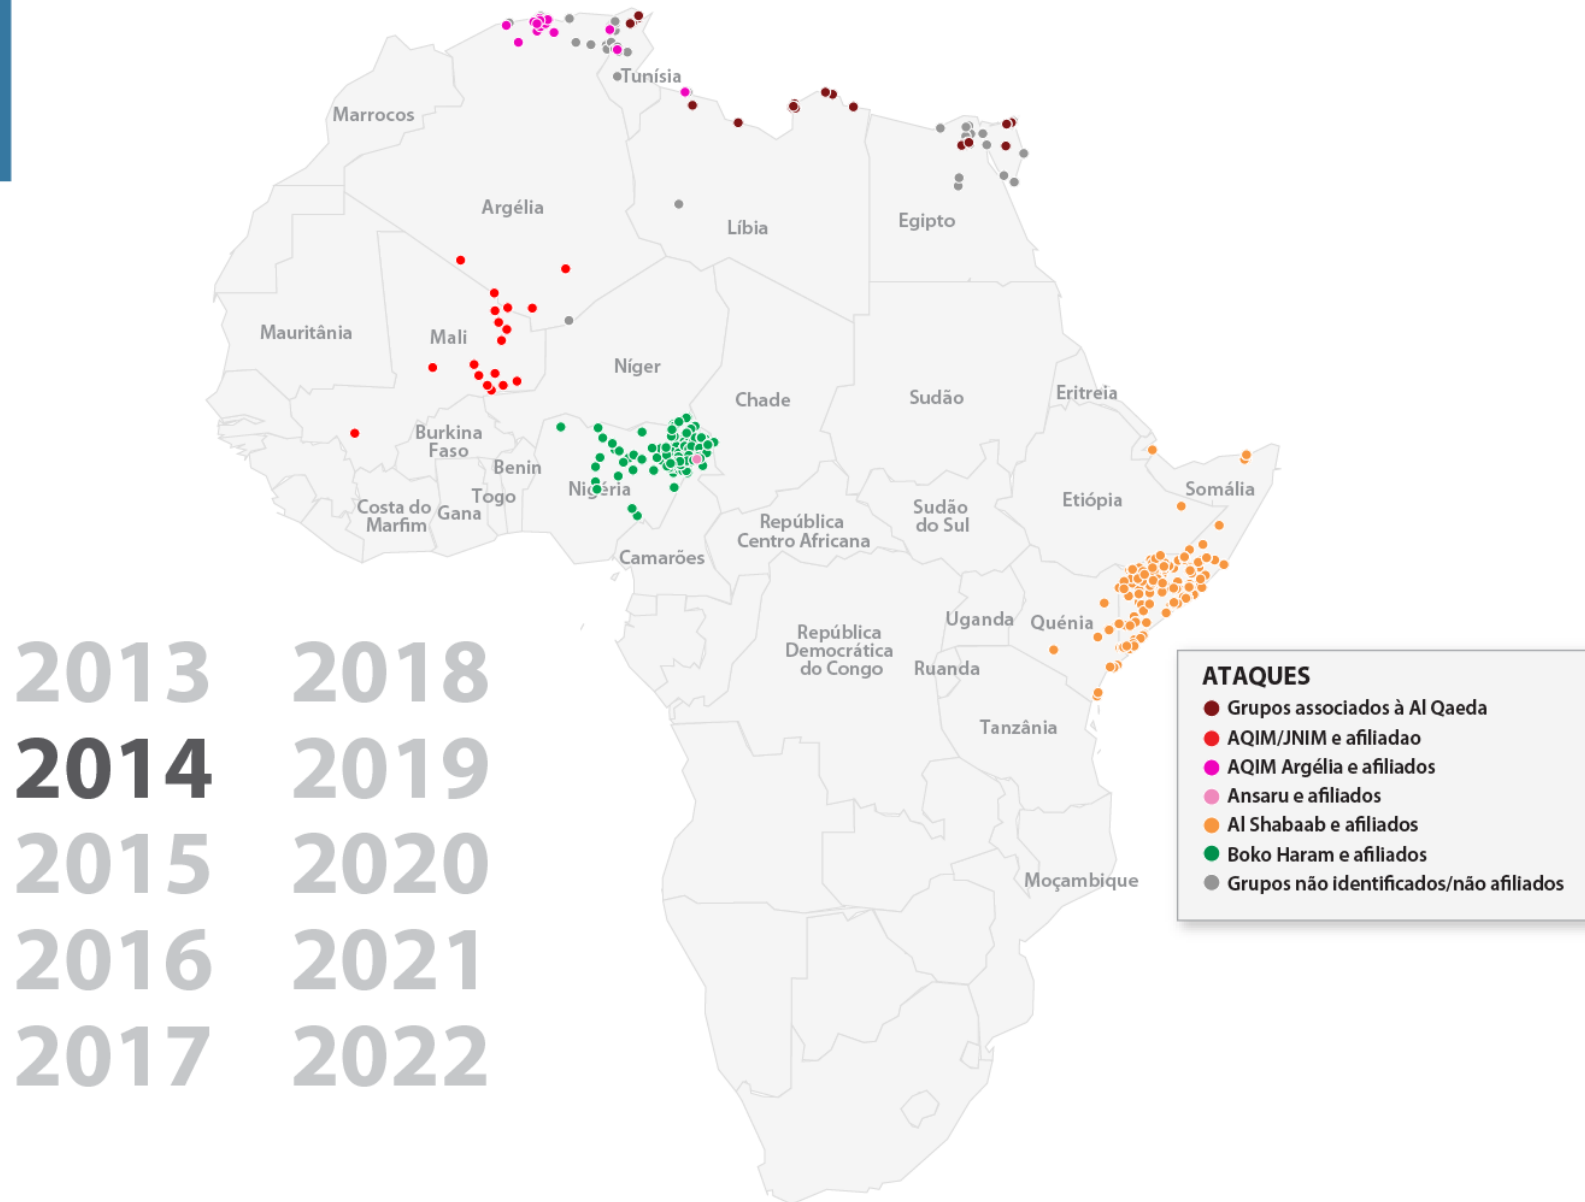 Tunísia
Marrocos
Argélia
Líbia
Egipto
Mauritânia
Mali
Níger
Chade
Sudão
Eritreia
Burkina
Faso
Benin
Togo
Nigéria
Costa do
Marfim
Gana
Camarões
República
Centro Africana
Sudão
do Sul
Etiópia
Somália
Uganda
Quénia
República
Democrática
do Congo
Ruanda
Tanzânia
Moçambique
2013
2014
2015
2016
2017
2018
2019
2020
2021
2022
ATAQUES
Grupos associados à Al Qaeda
AQIM/JNIM e afiliadao
AQIM Argélia e afiliados
Ansaru e afiliados
Al Shabaab e afiliados
Boko Haram e afiliados
Grupos não identificados/não afiliados